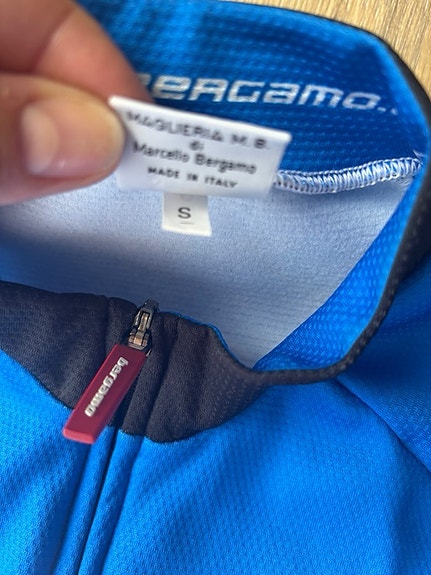 BERGAMO..
MAGLIERIA M. B.
di
Marcello Bergamo
MADE IN ITALY
S
bergamo